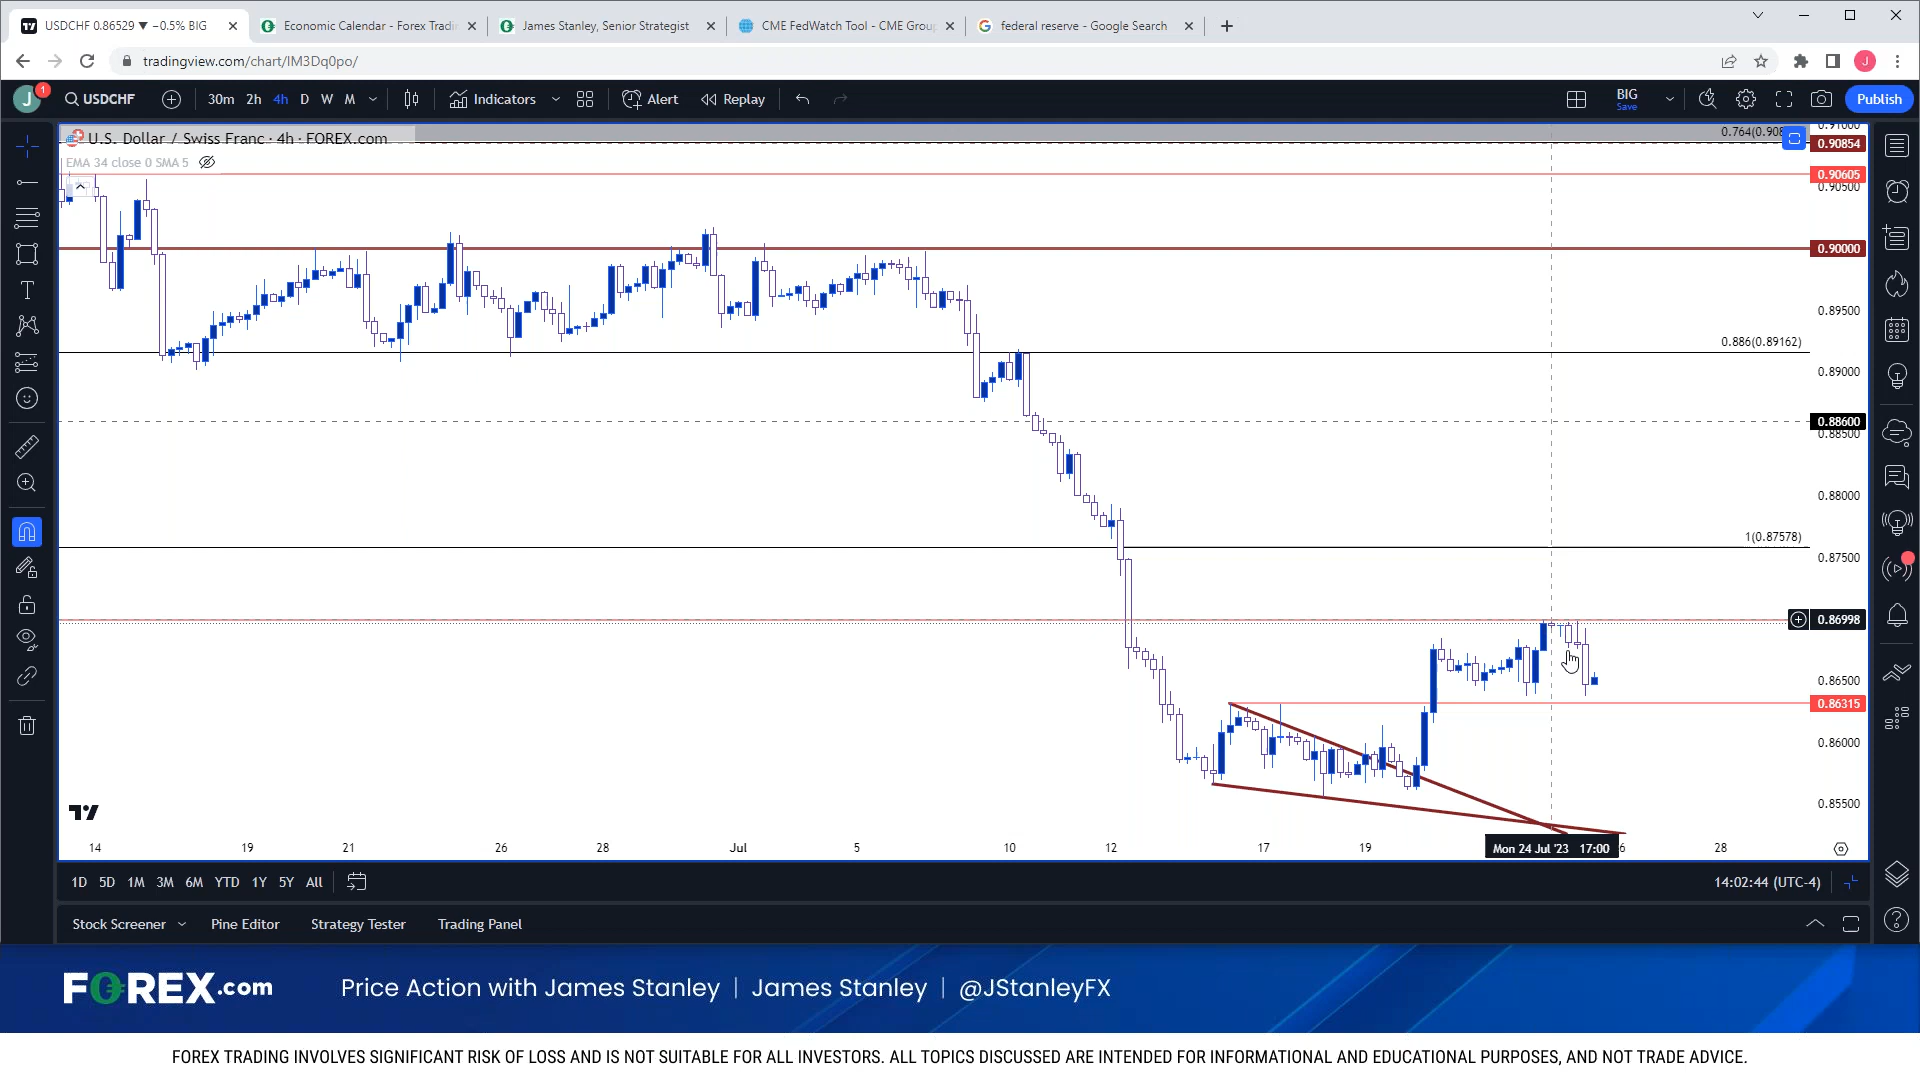 USDCHF 0.86529 ▼ −0.5% BIG
Economic Calendar - Forex Tradin
James Stanley, Senior Strategist
CME FedWatch Tool - CME Group
federal reserve - Google Search
tradingview.com/chart/IM3Dq0po/
J
J 1
USDCHF
30m 2h 4h D W M
Indicators
Alert
Replay
BIG
Save
Publish
U.S. Dollar / Swiss Franc · 4h · FOREX.com
EMA 34 close 0 SMA 5
0.90854
0.90605
0.90500
0.90000
0.89500
0.886(0.89162)
0.89000
0.88600
0.88500
0.88000
1(0.87578)
0.87500
0.86998
0.86500
0.86315
0.86000
0.85500
14 19 21 26 28 Jul 5 10 12 17 19 Mon 24 Jul '23 17:00 28
1D 5D 1M 3M 6M YTD 1Y 5Y All
14:02:44 (UTC-4)
Stock Screener Pine Editor Strategy Tester Trading Panel
FOREX.com
Price Action with James Stanley | James Stanley | @JStanleyFX
FOREX TRADING INVOLVES SIGNIFICANT RISK OF LOSS AND IS NOT SUITABLE FOR ALL INVESTORS. ALL TOPICS DISCUSSED ARE INTENDED FOR INFORMATIONAL AND EDUCATIONAL PURPOSES, AND NOT TRADE ADVICE.